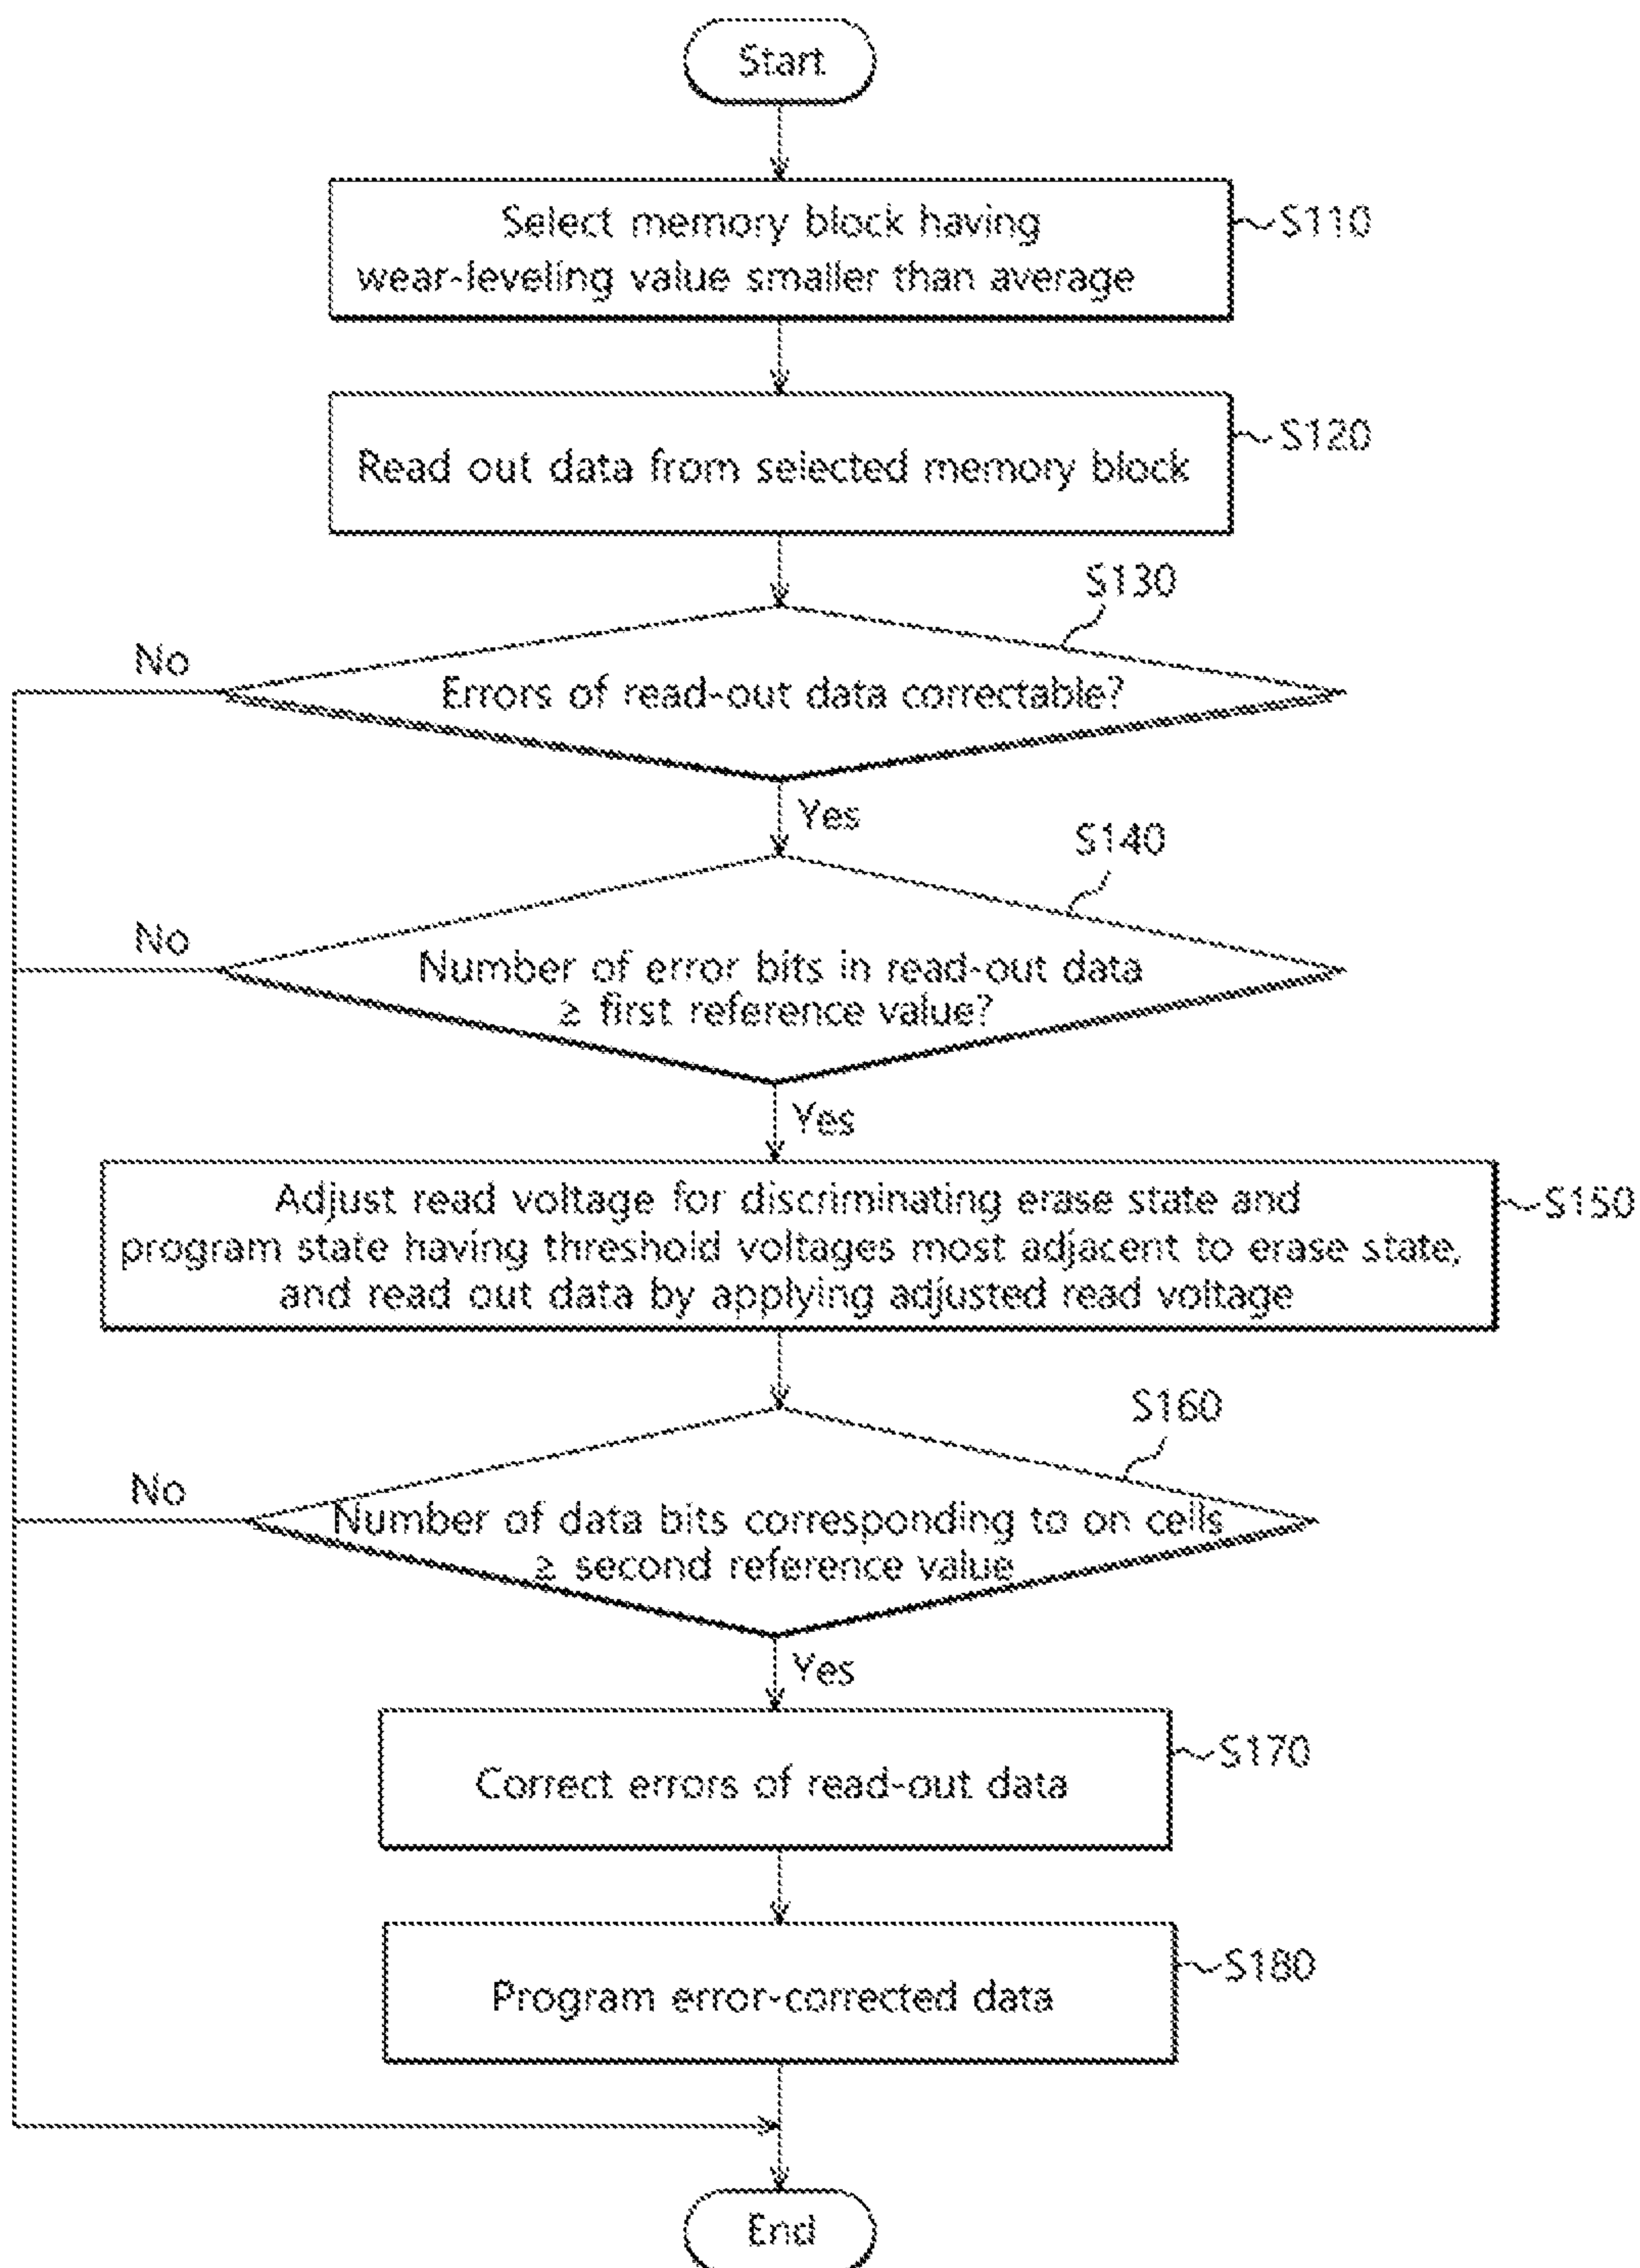 Start
Select memory block having
wear-leveling value smaller than average
S110
Read out data from selected memory block
S120
S130
No
Errors of read-out data correctable?
Yes
S140
No
Number of error bits in read-out data
≥ first reference value?
Yes
Adjust read voltage for discriminating erase state and
program state having threshold voltages most adjacent to erase state,
and read out data by applying adjusted read voltage
S150
S160
No
Number of data bits corresponding to on cells
≥ second reference value
Yes
Correct errors of read-out data
S170
Program error-corrected data
S180
End